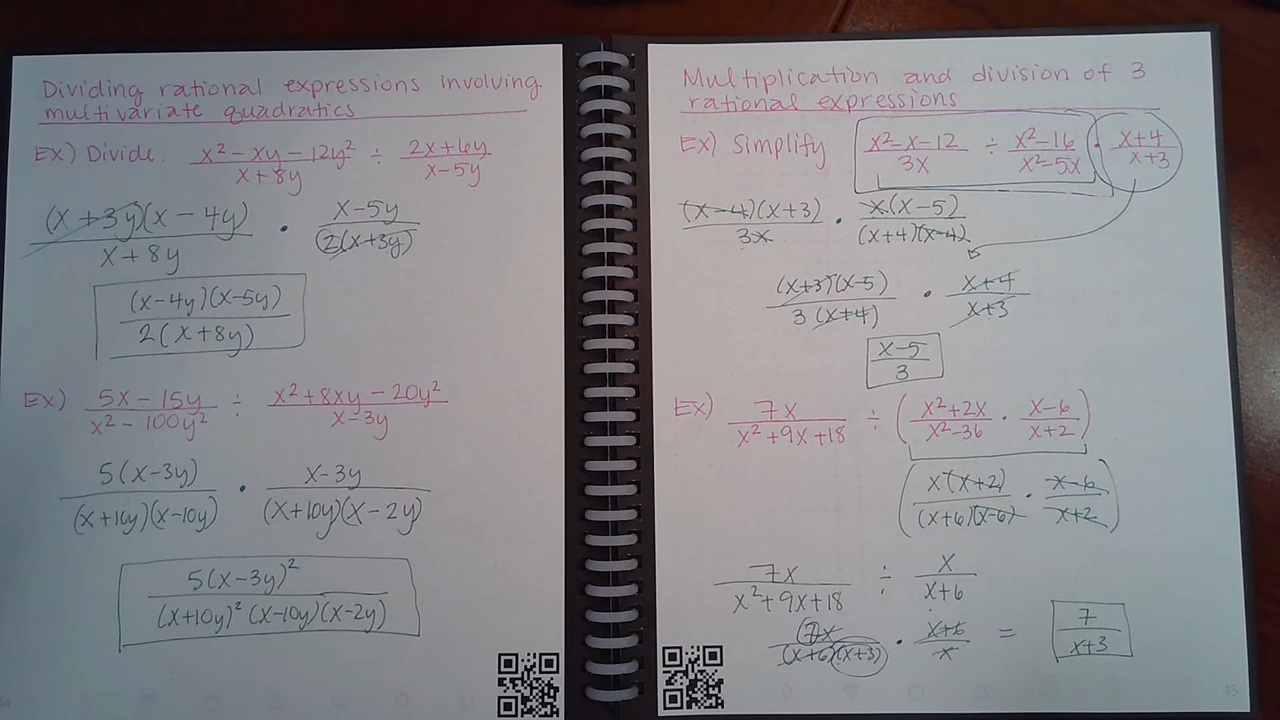 Dividing rational expressions involving
multivariate quadratics
Ex) Divide. (x² - xy - 12y²)/(x + 8y) ÷ (2x + 6y)/(x - 5y)
((x + 3y)(x - 4y))/(x + 8y) · (x - 5y)/(2(x + 3y))
((x - 4y)(x - 5y))/(2(x + 8y))
Ex) (5x - 15y)/(x² - 100y²) ÷ (x² + 8xy - 20y²)/(x - 3y)
(5(x - 3y))/((x + 10y)(x - 10y)) · (x - 3y)/((x + 10y)(x - 2y))
(5(x - 3y)²)/((x + 10y)² (x - 10y)(x - 2y))
44
Multiplication and division of 3
rational expressions
Ex) Simplify (x² - x - 12)/(3x) ÷ (x² - 16)/(x² - 5x) · (x + 4)/(x + 3)
((x - 4)(x + 3))/(3x) · (x(x - 5))/((x + 4)(x - 4))
((x + 3)(x - 5))/(3(x + 4)) · (x + 4)/(x + 3)
(x - 5)/3
Ex) (7x)/(x² + 9x + 18) ÷ ((x² + 2x)/(x² - 36) · (x - 6)/(x + 2))
((x(x + 2))/((x + 6)(x - 6)) · (x - 6)/(x + 2))
(7x)/(x² + 9x + 18) ÷ x/(x + 6)
(7x)/((x + 6)(x + 3)) · (x + 6)/x = 7/(x + 3)
45